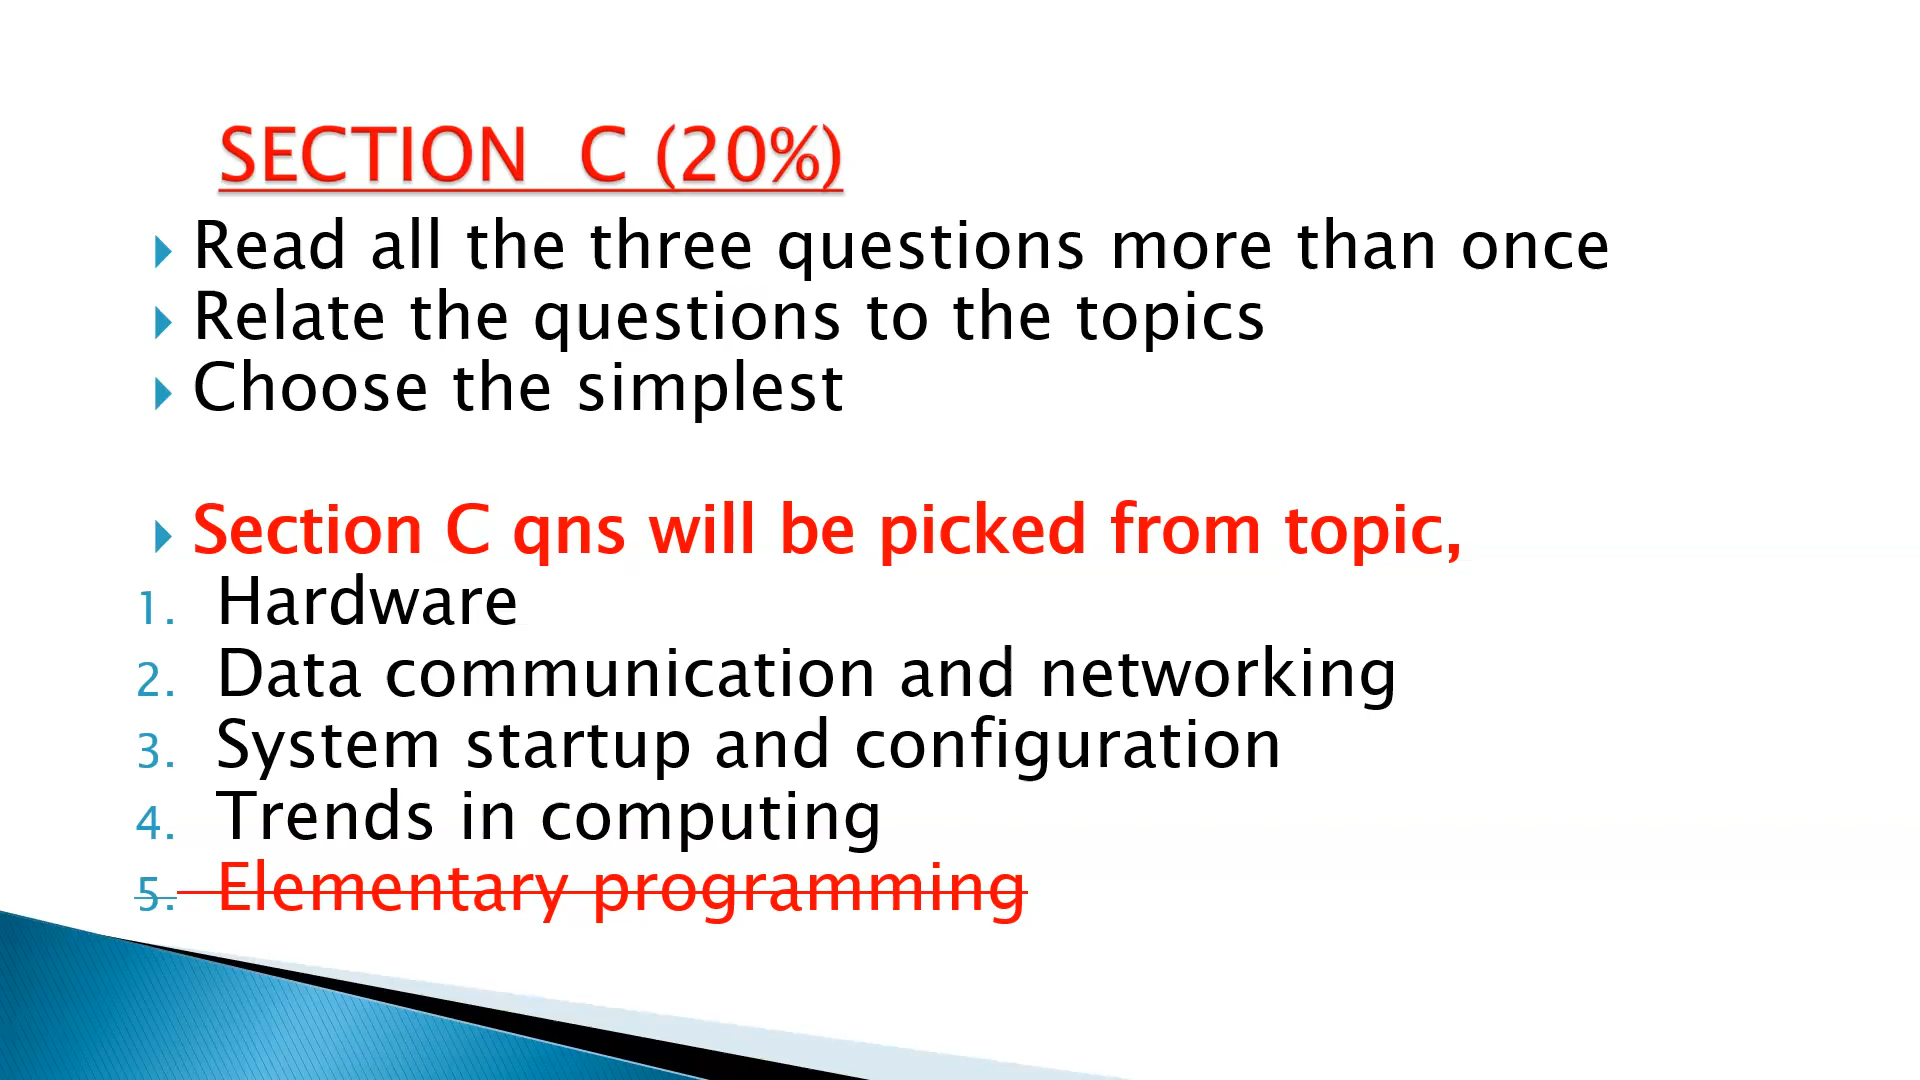 SECTION C (20%)
Read all the three questions more than once
Relate the questions to the topics
Choose the simplest
Section C qns will be picked from topic,
1. Hardware
2. Data communication and networking
3. System startup and configuration
4. Trends in computing
5. Elementary programming